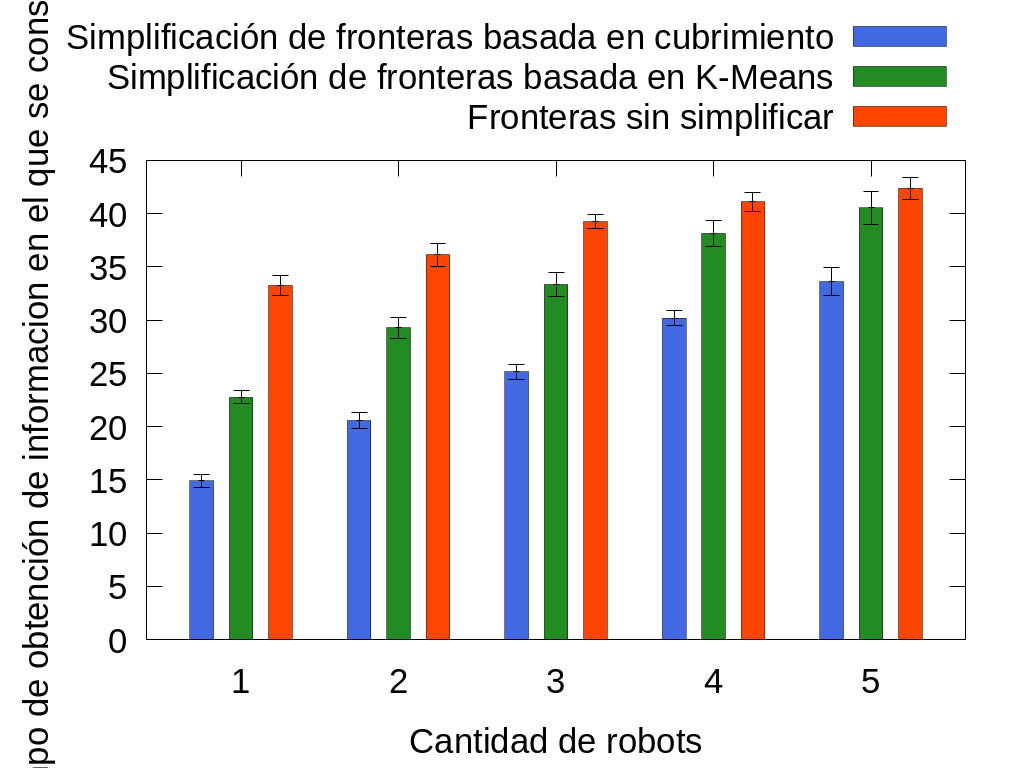 Simplificación de fronteras basada en cubrimiento
Simplificación de fronteras basada en K-Means
Fronteras sin simplificar
de obtención de informacion en el que se
45
40
35
30
25
20
15
10
5
0
1 2 3 4 5
Cantidad de robots